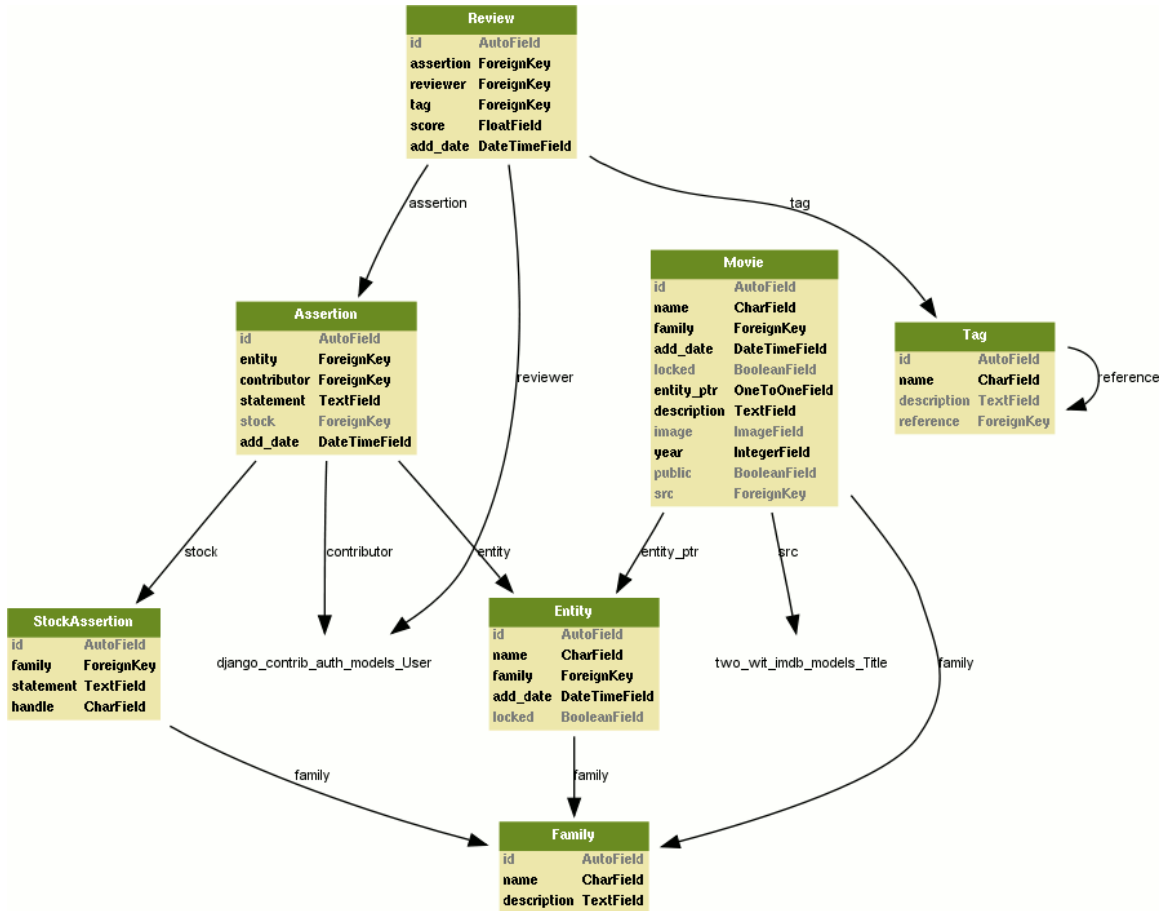 Review
id AutoField
assertion ForeignKey
reviewer ForeignKey
tag ForeignKey
score FloatField
add_date DateTimeField
assertion
tag
reviewer
Movie
id AutoField
name CharField
family ForeignKey
add_date DateTimeField
locked BooleanField
entity_ptr OneToOneField
description TextField
image ImageField
year IntegerField
public BooleanField
src ForeignKey
Assertion
id AutoField
entity ForeignKey
contributor ForeignKey
statement TextField
stock ForeignKey
add_date DateTimeField
Tag
id AutoField
name CharField
description TextField
reference ForeignKey
reference
stock
contributor
entity
entity_ptr
src
family
StockAssertion
id AutoField
family ForeignKey
statement TextField
handle CharField
django_contrib_auth_models_User
Entity
id AutoField
name CharField
family ForeignKey
add_date DateTimeField
locked BooleanField
two_wit_imdb_models_Title
family
family
Family
id AutoField
name CharField
description TextField